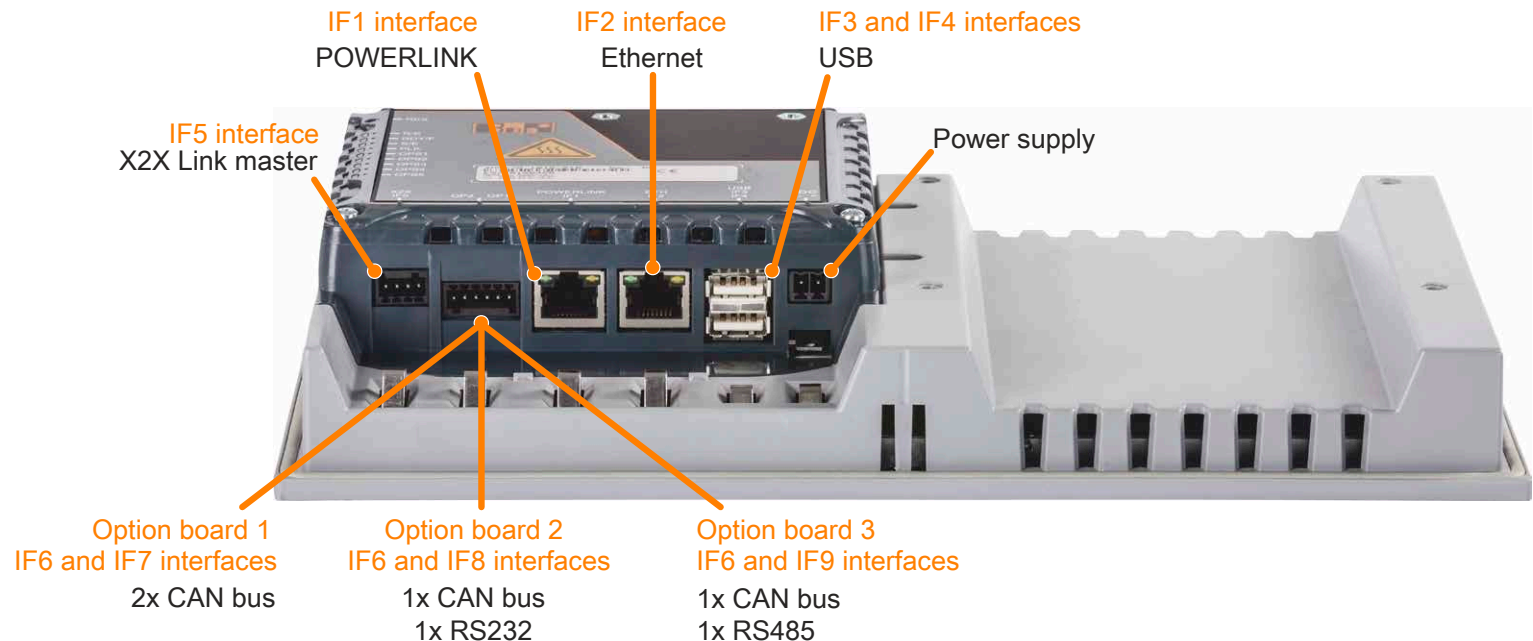 IF1 interface
POWERLINK
IF2 interface
Ethernet
IF3 and IF4 interfaces
USB
IF5 interface
X2X Link master
Power supply
POWERLINK
USB
Option board 1
IF6 and IF7 interfaces
2x CAN bus
Option board 2
IF6 and IF8 interfaces
1x CAN bus
1x RS232
Option board 3
IF6 and IF9 interfaces
1x CAN bus
1x RS485